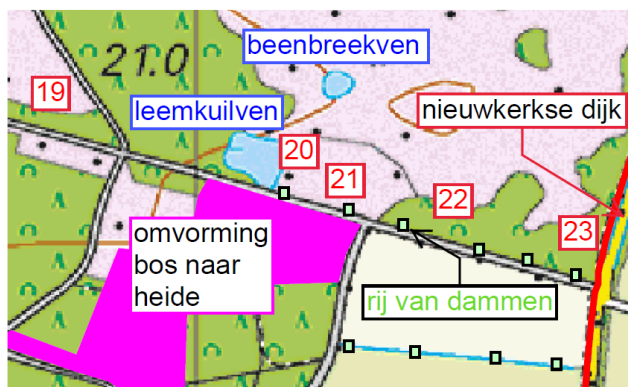 beenbreekven
21.0
19
leemkuilven
nieuwkerkse dijk
20
21
22
23
omvorming
bos naar
heide
rij van dammen